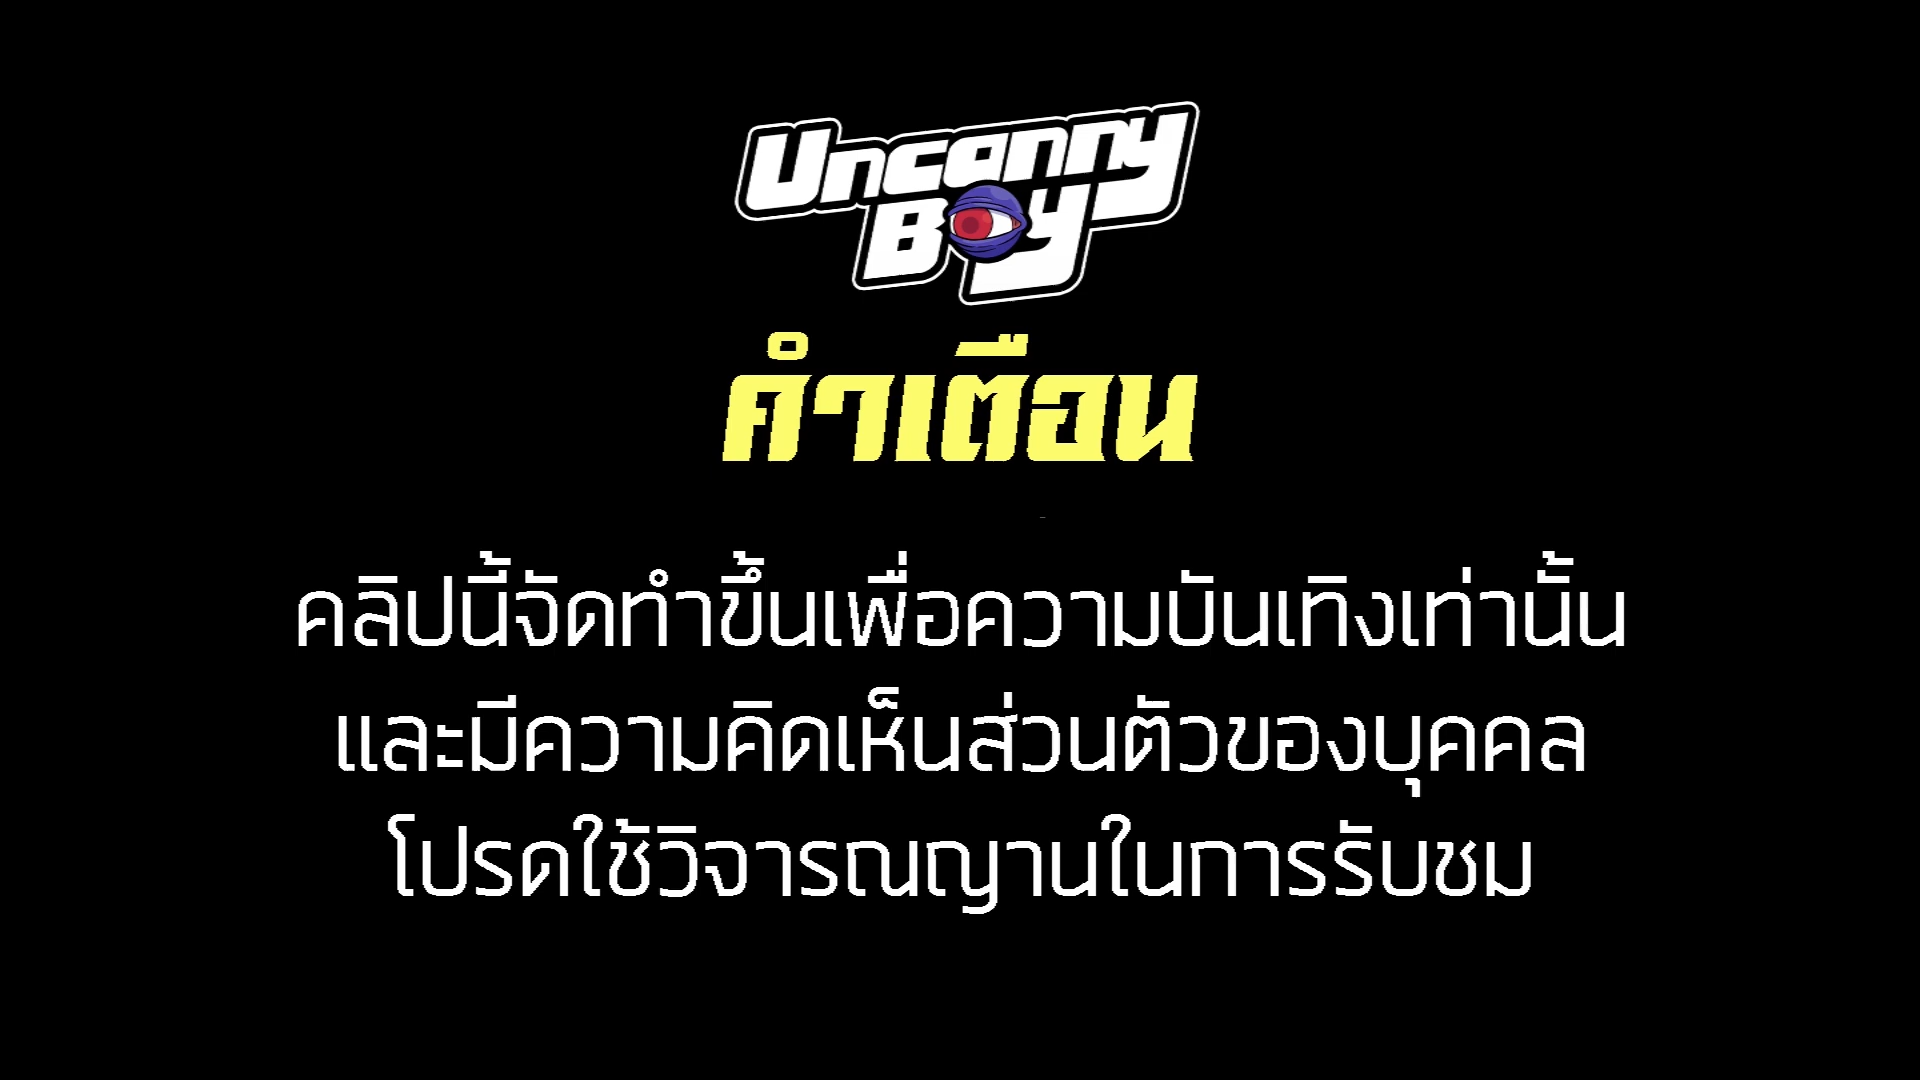 Uncanny
Boy
คำเตือน
คลิปนี้จัดทำขึ้นเพื่อความบันเทิงเท่านั้น
และมีความคิดเห็นส่วนตัวของบุคคล
โปรดใช้วิจารณญานในการรับชม